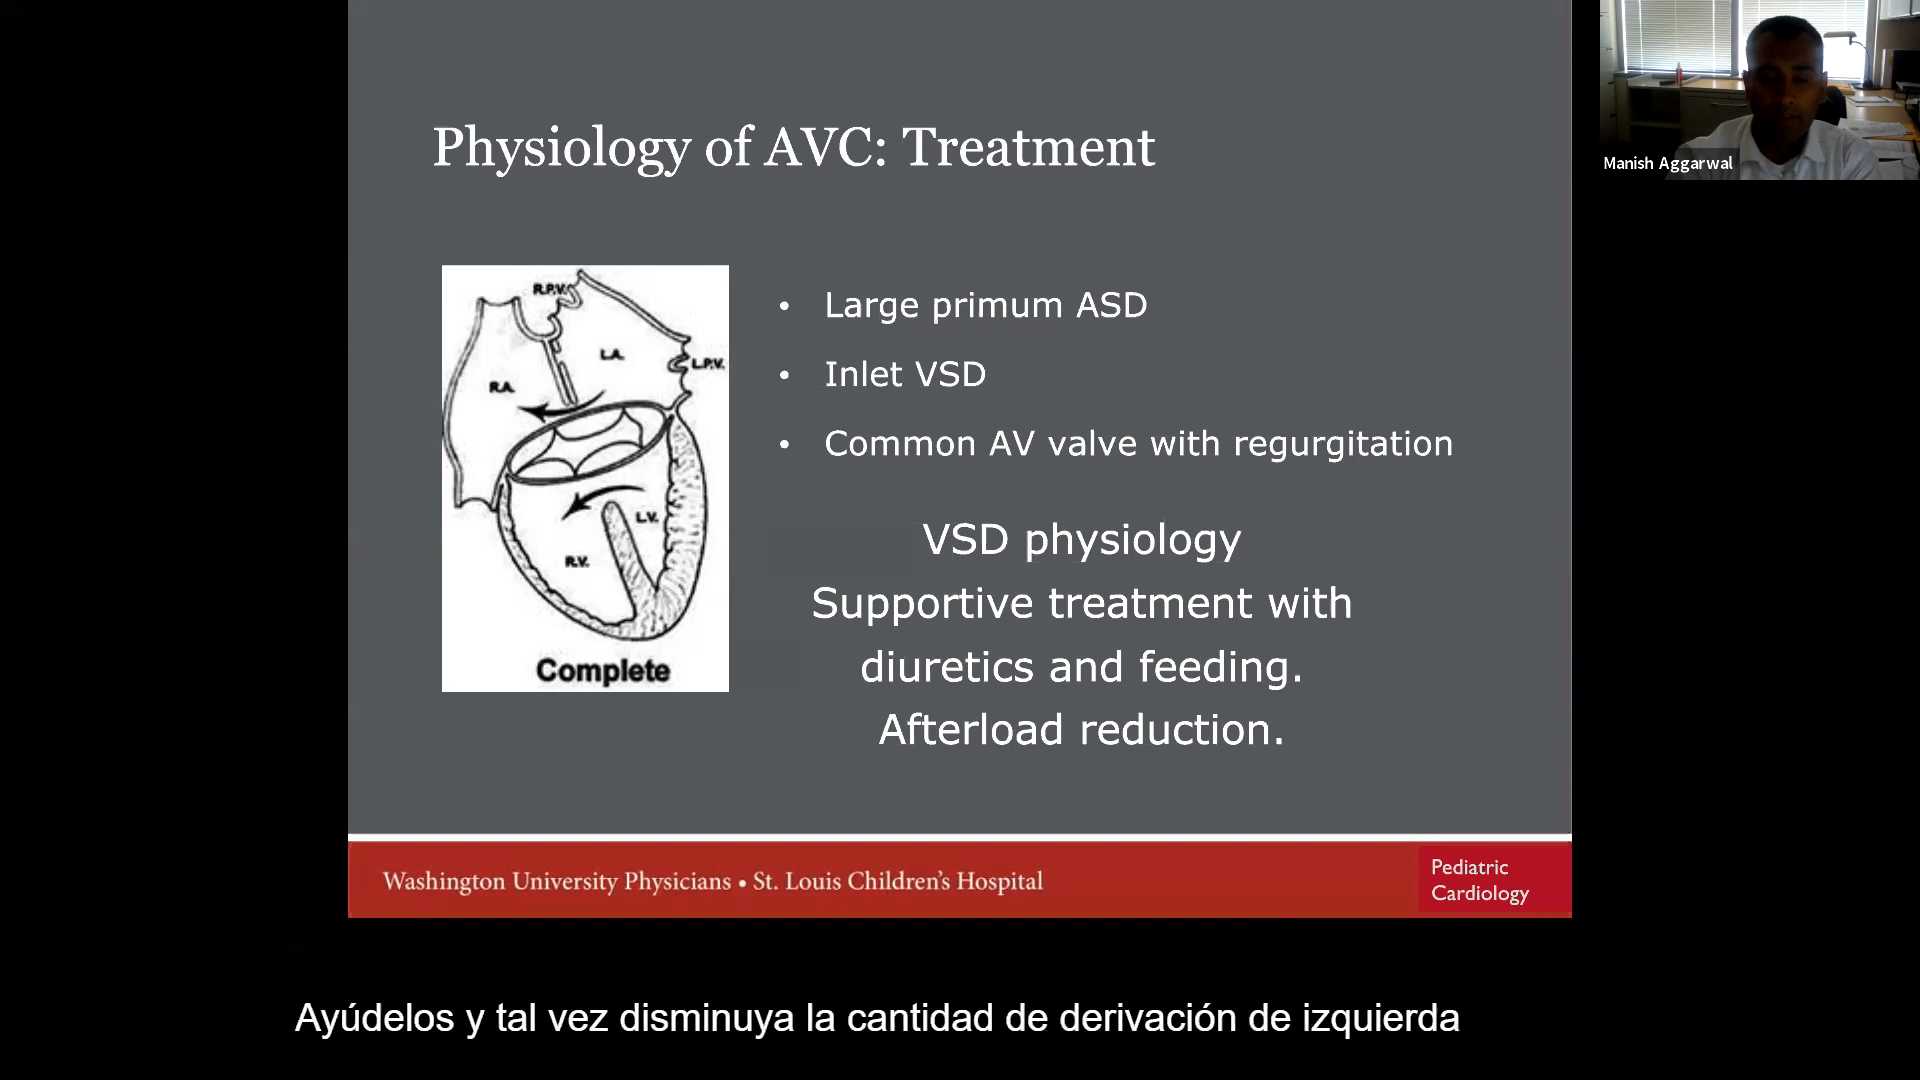 Physiology of AVC: Treatment
Manish Aggarwal
R.P.V.
L.A.
L.P.V.
R.A.
L.V.
R.V.
Complete
• Large primum ASD
• Inlet VSD
• Common AV valve with regurgitation
VSD physiology
Supportive treatment with
diuretics and feeding.
Afterload reduction.
Washington University Physicians • St. Louis Children's Hospital
Pediatric
Cardiology
Ayúdelos y tal vez disminuya la cantidad de derivación de izquierda